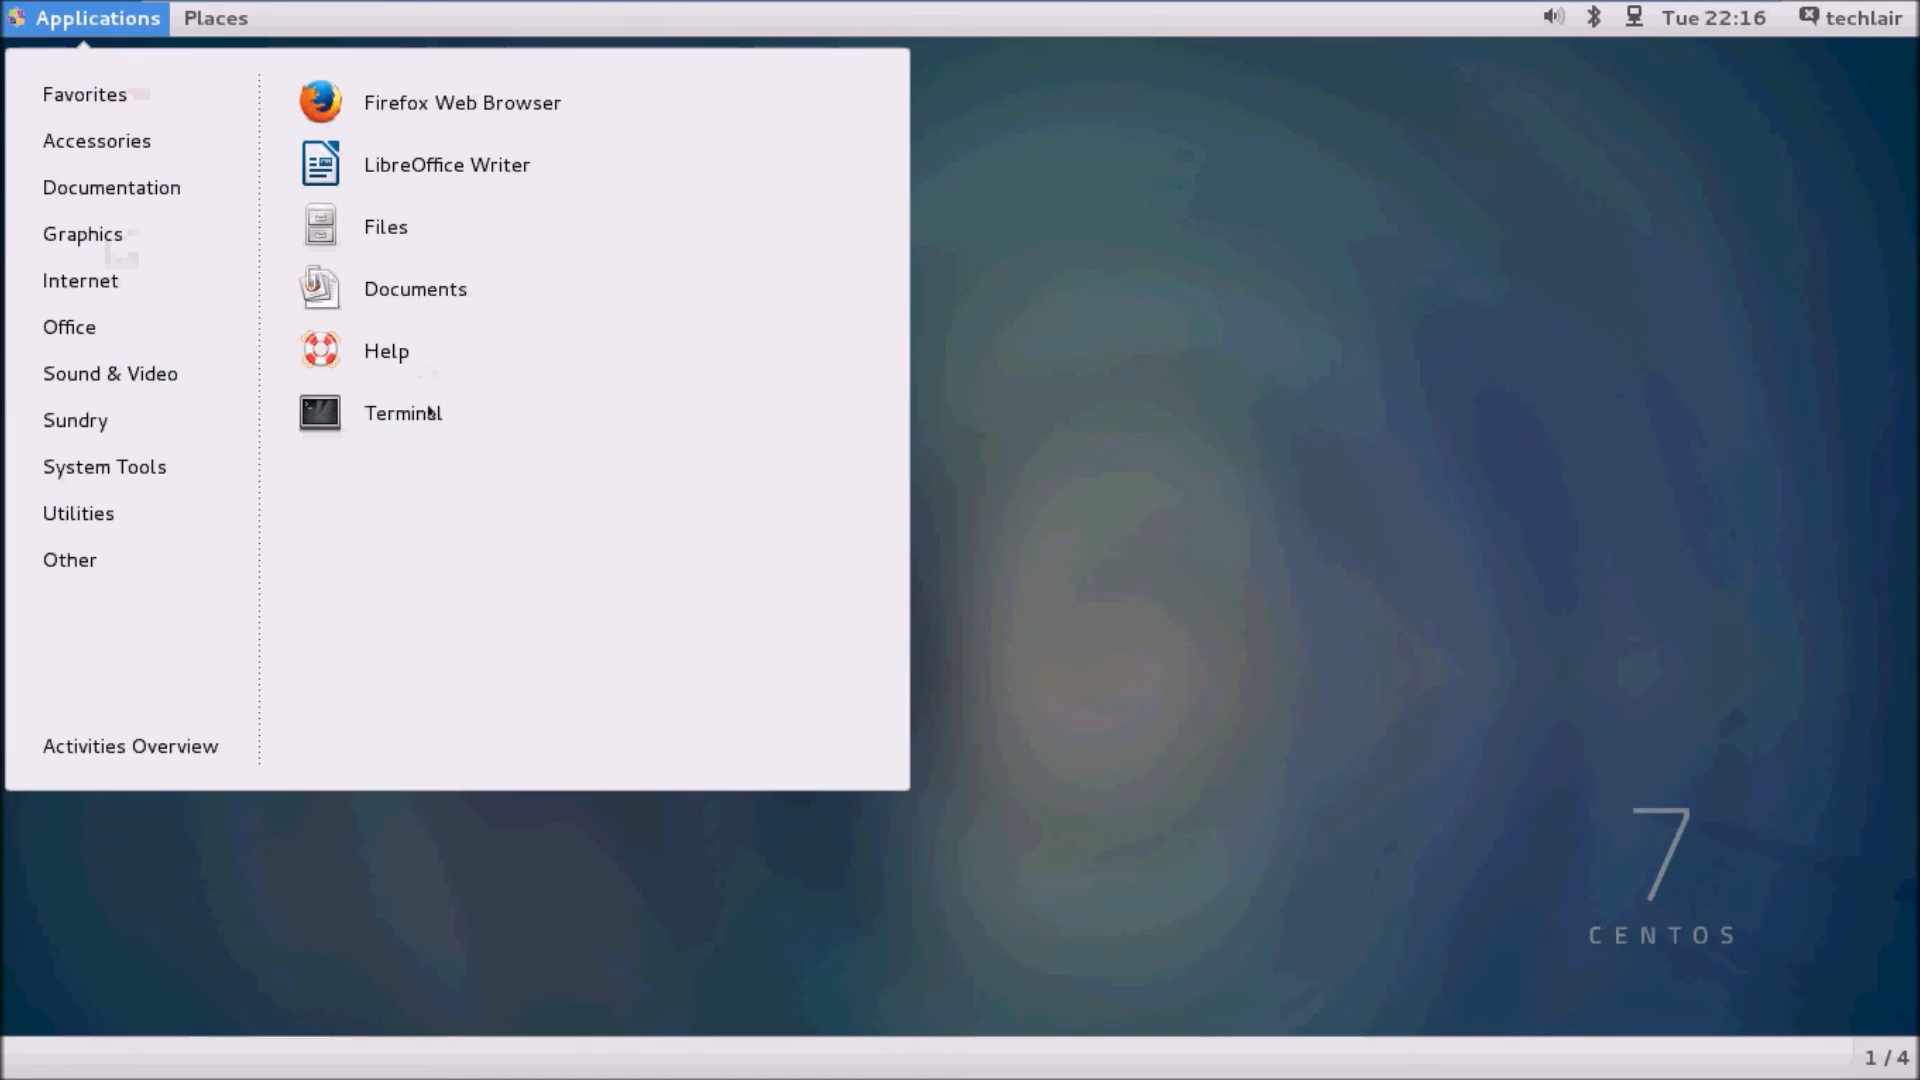 Applications Places Tue 22:16 techlair
Favorites
Accessories
Documentation
Graphics
Internet
Office
Sound & Video
Sundry
System Tools
Utilities
Other
Activities Overview
Firefox Web Browser
LibreOffice Writer
Files
Documents
Help
Terminal
7
CENTOS
1 / 4